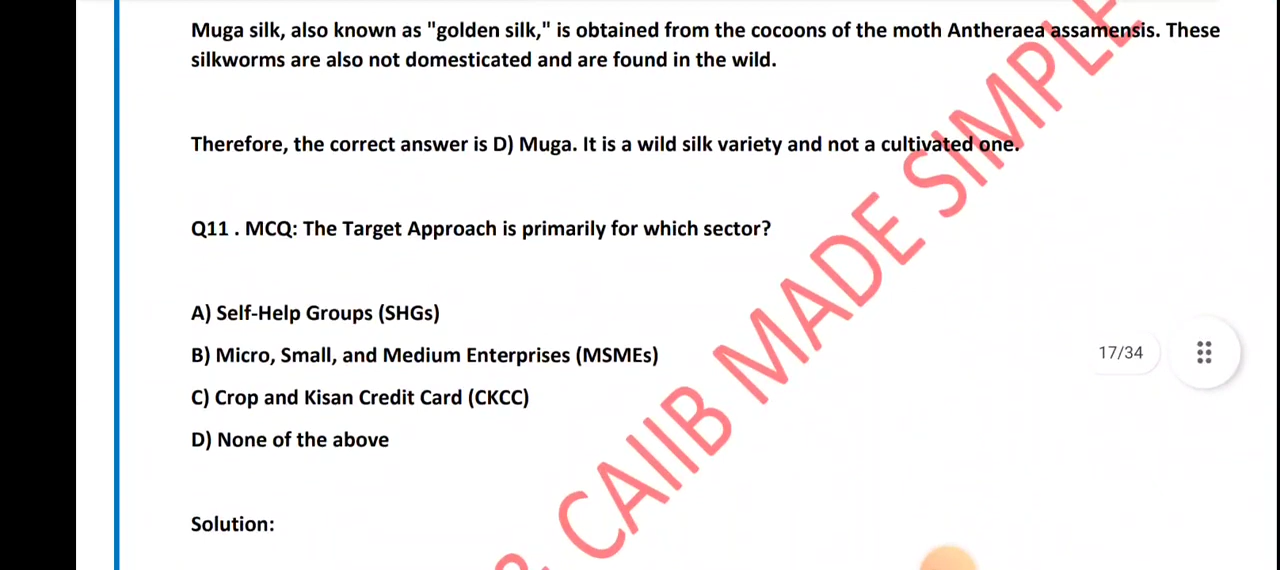 Muga silk, also known as "golden silk," is obtained from the cocoons of the moth Antheraea assamensis. These
silkworms are also not domesticated and are found in the wild.
Therefore, the correct answer is D) Muga. It is a wild silk variety and not a cultivated one.
Q11 . MCQ: The Target Approach is primarily for which sector?
A) Self-Help Groups (SHGs)
B) Micro, Small, and Medium Enterprises (MSMEs)
17/34
C) Crop and Kisan Credit Card (CKCC)
D) None of the above
Solution:
CAIIB MADE SIMPLE